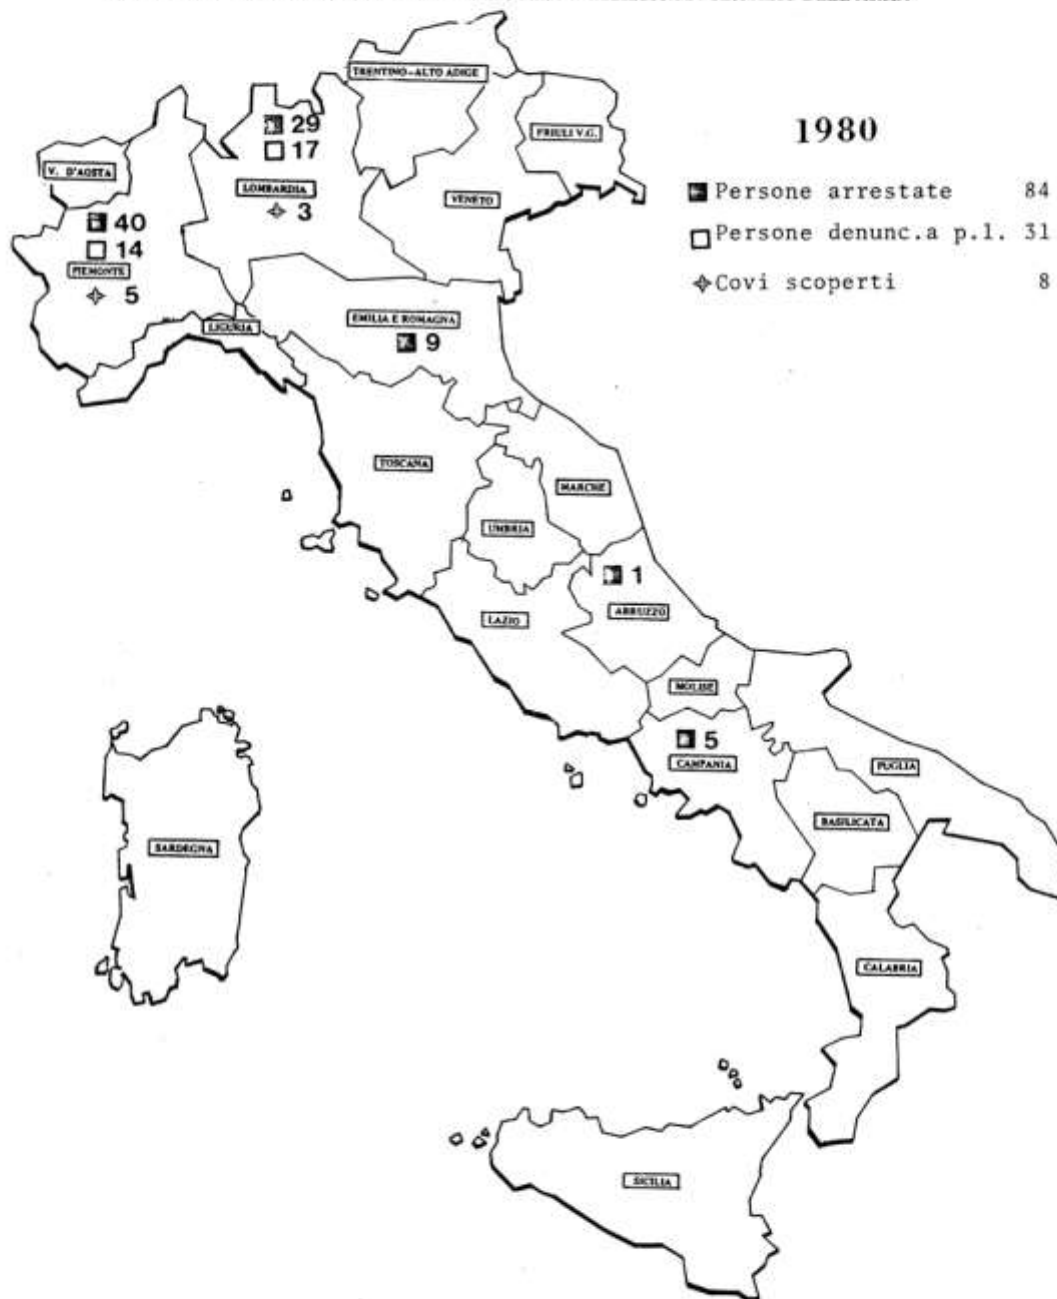 TRENTINO-ALTO ADIGE
29
17
LOMBARDIA
3
FRIULI V.G.
1980
Persone arrestate 84
Persone denunc.a p.l. 31
Covi scoperti 8
V. D'AOSTA
VENETO
40
14
PIEMONTE
5
LIGURIA
EMILIA E ROMAGNA
9
TOSCANA
MARCHE
UMBRIA
1
ABRUZZO
LAZIO
MOLISE
5
CAMPANIA
PUGLIA
BASILICATA
SARDEGNA
CALABRIA
SICILIA